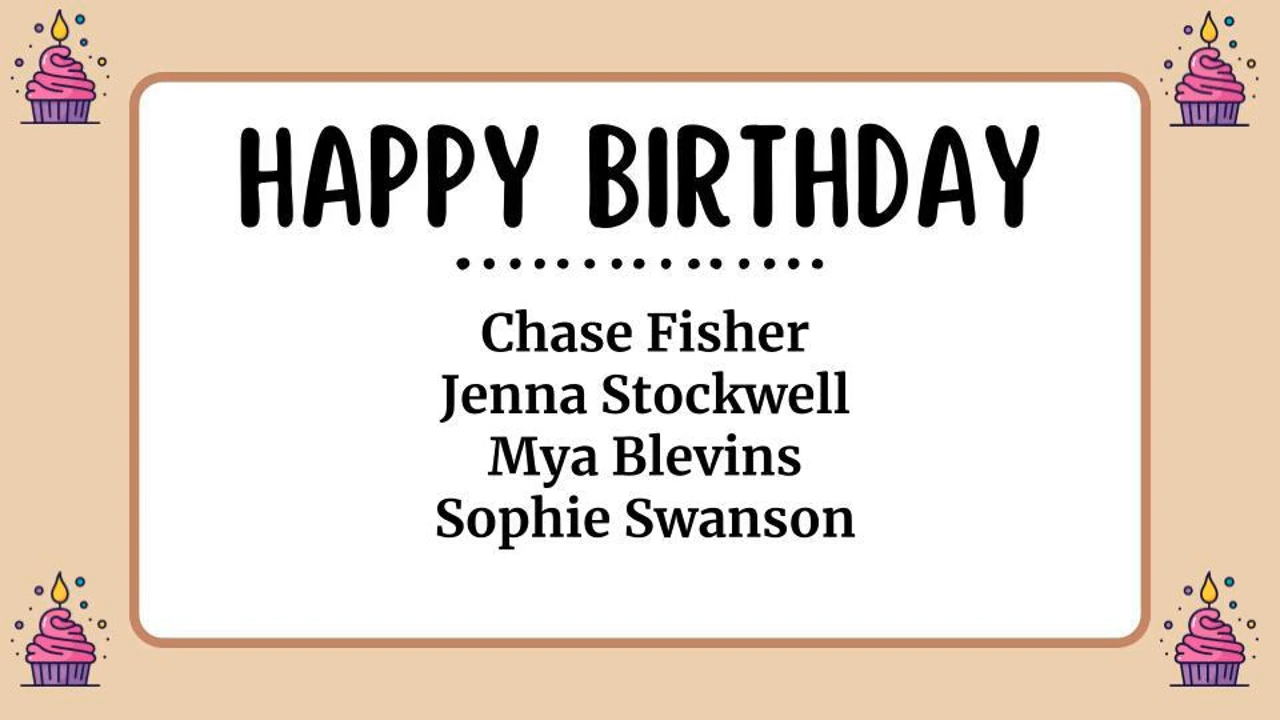 HAPPY BIRTHDAY
Chase Fisher
Jenna Stockwell
Mya Blevins
Sophie Swanson